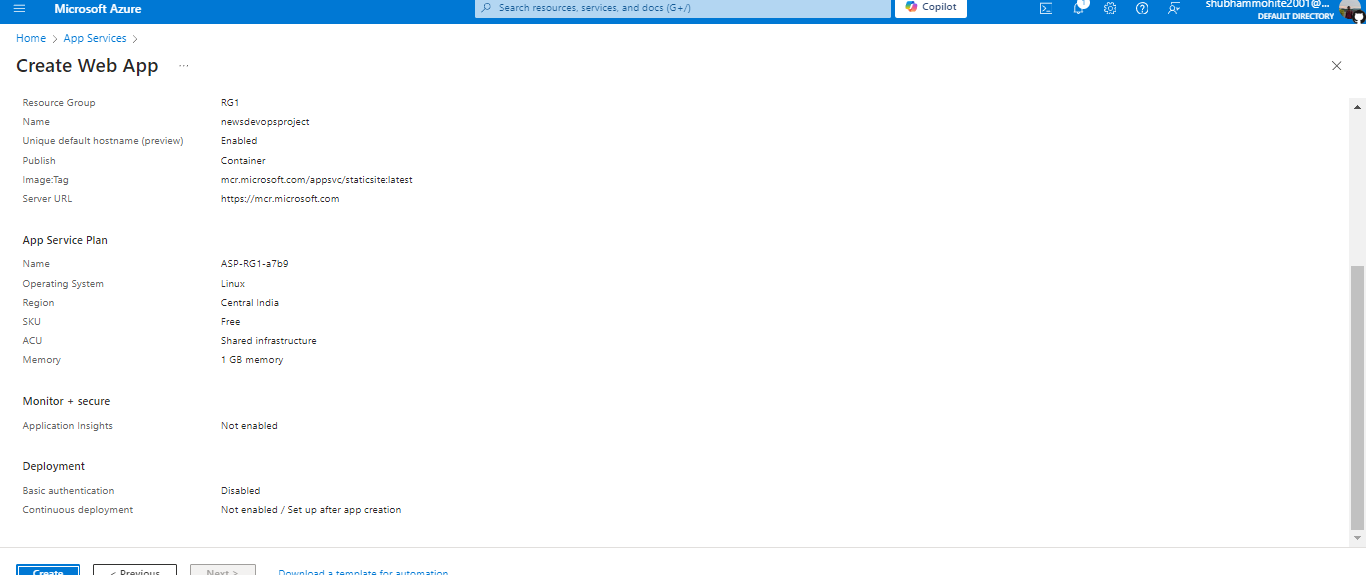 Microsoft Azure
Search resources, services, and docs (G+/)
Copilot
1
shubhammohite2001@...
DEFAULT DIRECTORY
Home > App Services >
Create Web App ...
Resource Group RG1
Name newsdevopsproject
Unique default hostname (preview) Enabled
Publish Container
Image:Tag mcr.microsoft.com/appsvc/staticsite:latest
Server URL https://mcr.microsoft.com
App Service Plan
Name ASP-RG1-a7b9
Operating System Linux
Region Central India
SKU Free
ACU Shared infrastructure
Memory 1 GB memory
Monitor + secure
Application Insights Not enabled
Deployment
Basic authentication Disabled
Continuous deployment Not enabled / Set up after app creation
Create < Previous Next > Download a template for automation